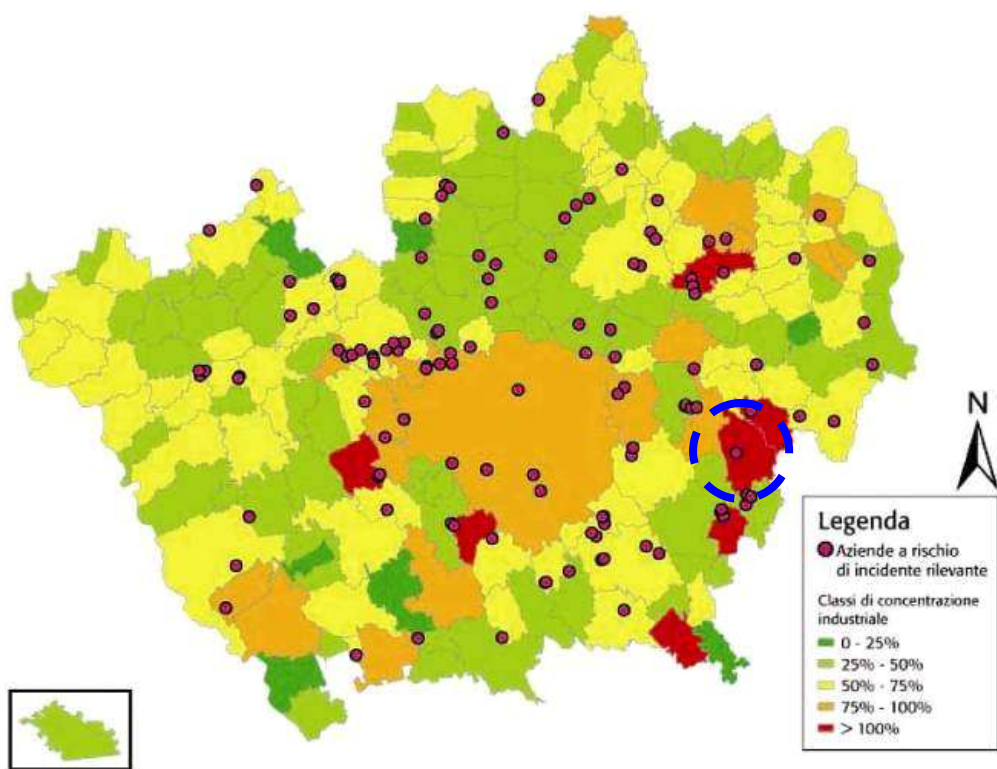 N
Legenda
Aziende a rischio
di incidente rilevante
Classi di concentrazione
industriale
0 - 25%
25% - 50%
50% - 75%
75% - 100%
> 100%